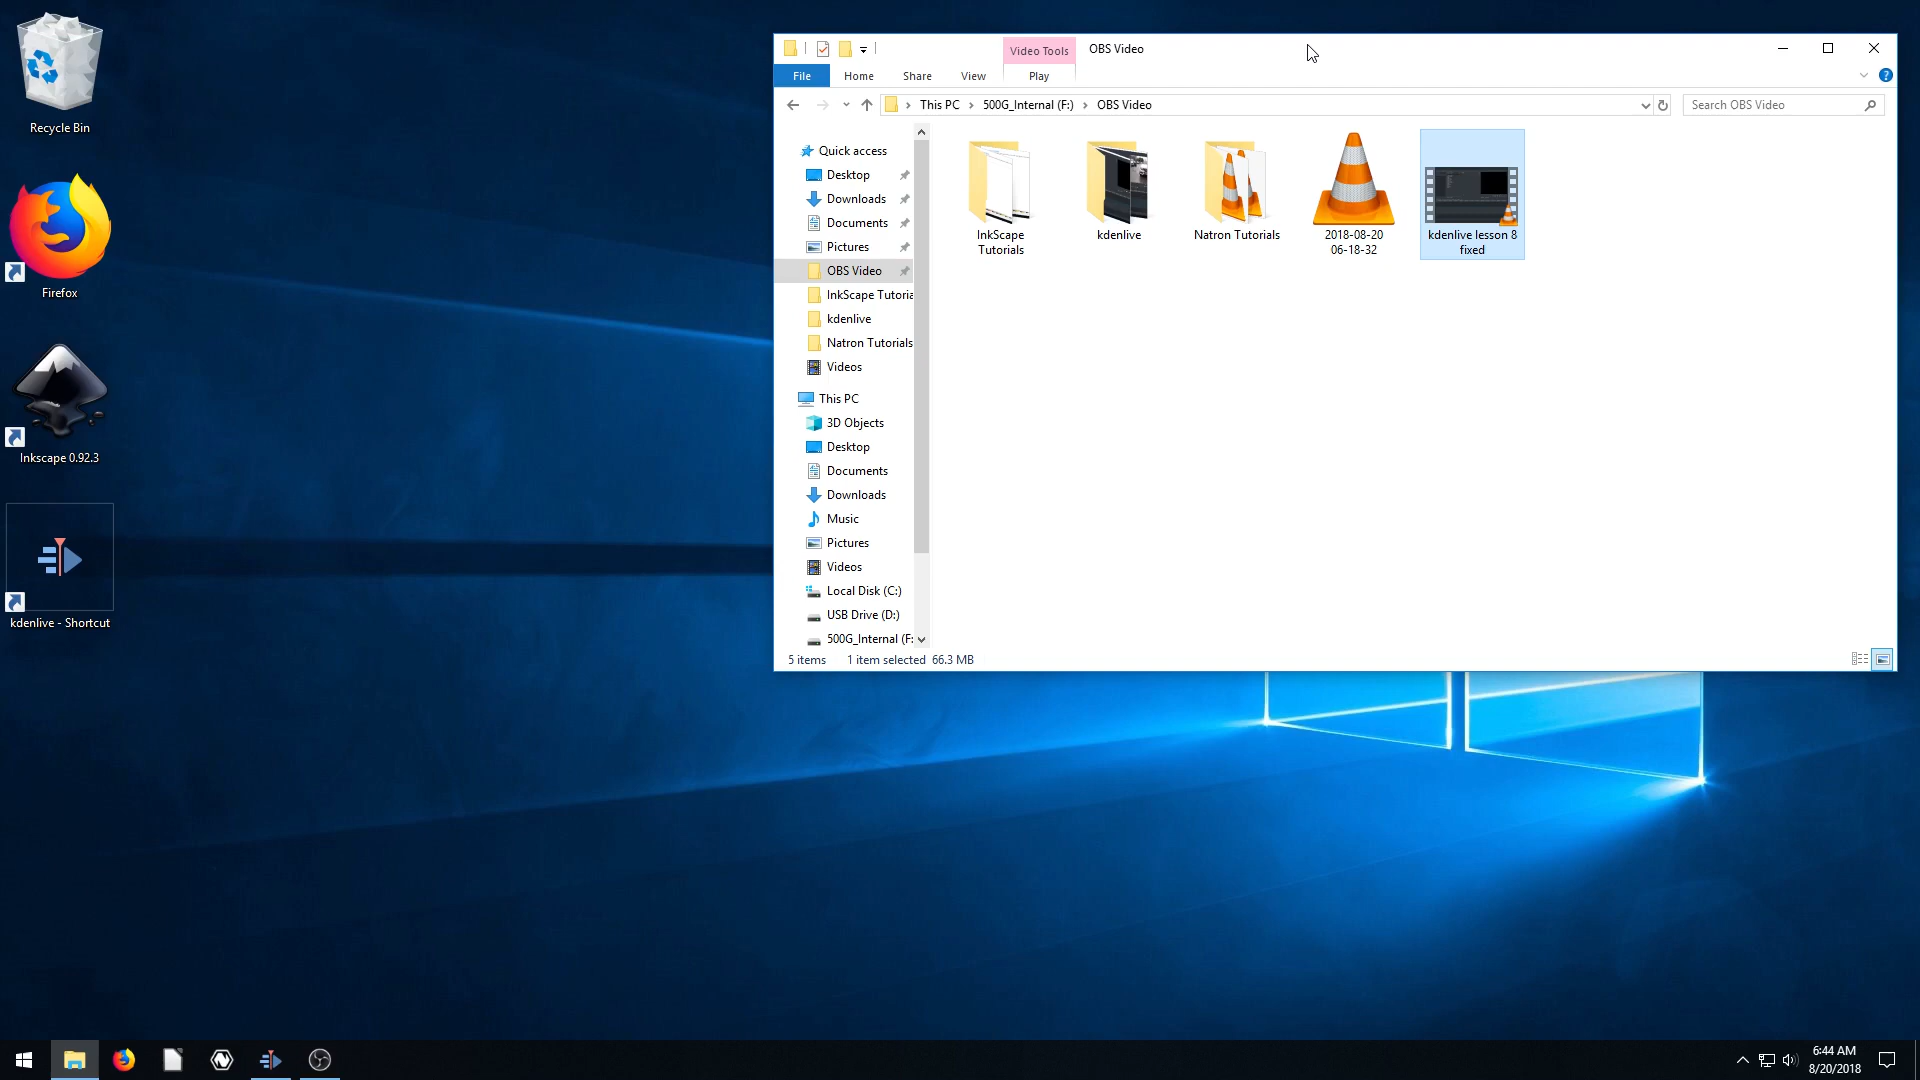 Recycle Bin
Firefox
Inkscape 0.92.3
kdenlive - Shortcut
Video Tools
OBS Video
File
Home
Share
View
Play
This PC
500G_Internal (F:)
OBS Video
Search OBS Video
Quick access
Desktop
Downloads
Documents
Pictures
OBS Video
InkScape Tutoria
kdenlive
Natron Tutorials
Videos
This PC
3D Objects
Desktop
Documents
Downloads
Music
Pictures
Videos
Local Disk (C:)
USB Drive (D:)
500G_Internal (F:
InkScape
Tutorials
kdenlive
Natron Tutorials
2018-08-20
06-18-32
kdenlive lesson 8
fixed
5 items
1 item selected 66.3 MB
6:44 AM
8/20/2018